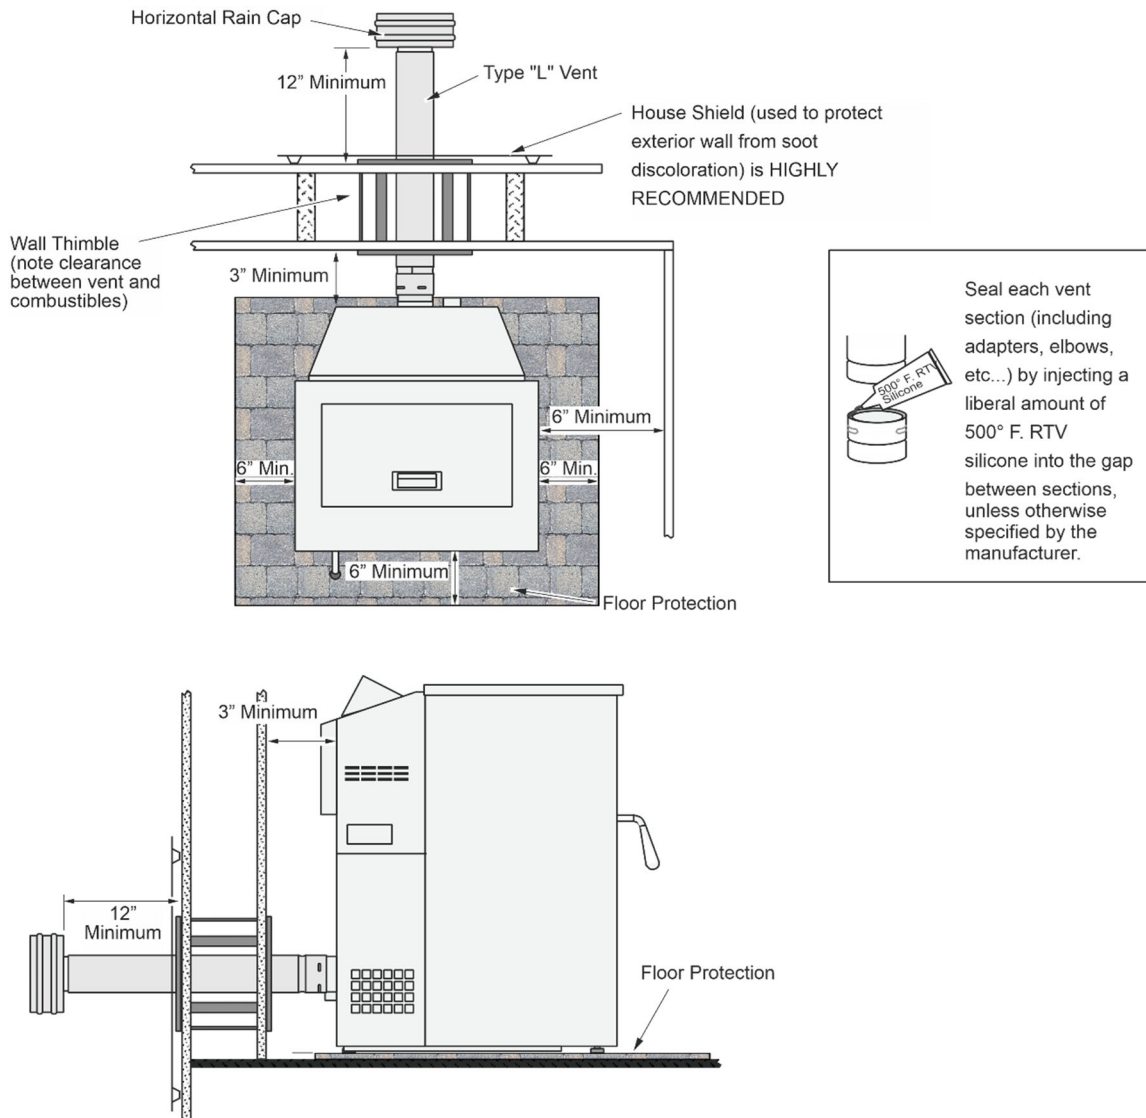 Horizontal Rain Cap
12” Minimum
Type "L" Vent
House Shield (used to protect
exterior wall from soot
discoloration) is HIGHLY
RECOMMENDED
Wall Thimble
(note clearance
between vent and
combustibles)
3” Minimum
6” Minimum
6” Min.
6” Min.
6” Minimum
Floor Protection
Seal each vent
section (including
adapters, elbows,
etc...) by injecting a
liberal amount of
500° F. RTV
silicone into the gap
between sections,
unless otherwise
specified by the
manufacturer.
500° F. RTV
Silicone
3” Minimum
12”
Minimum
Floor Protection